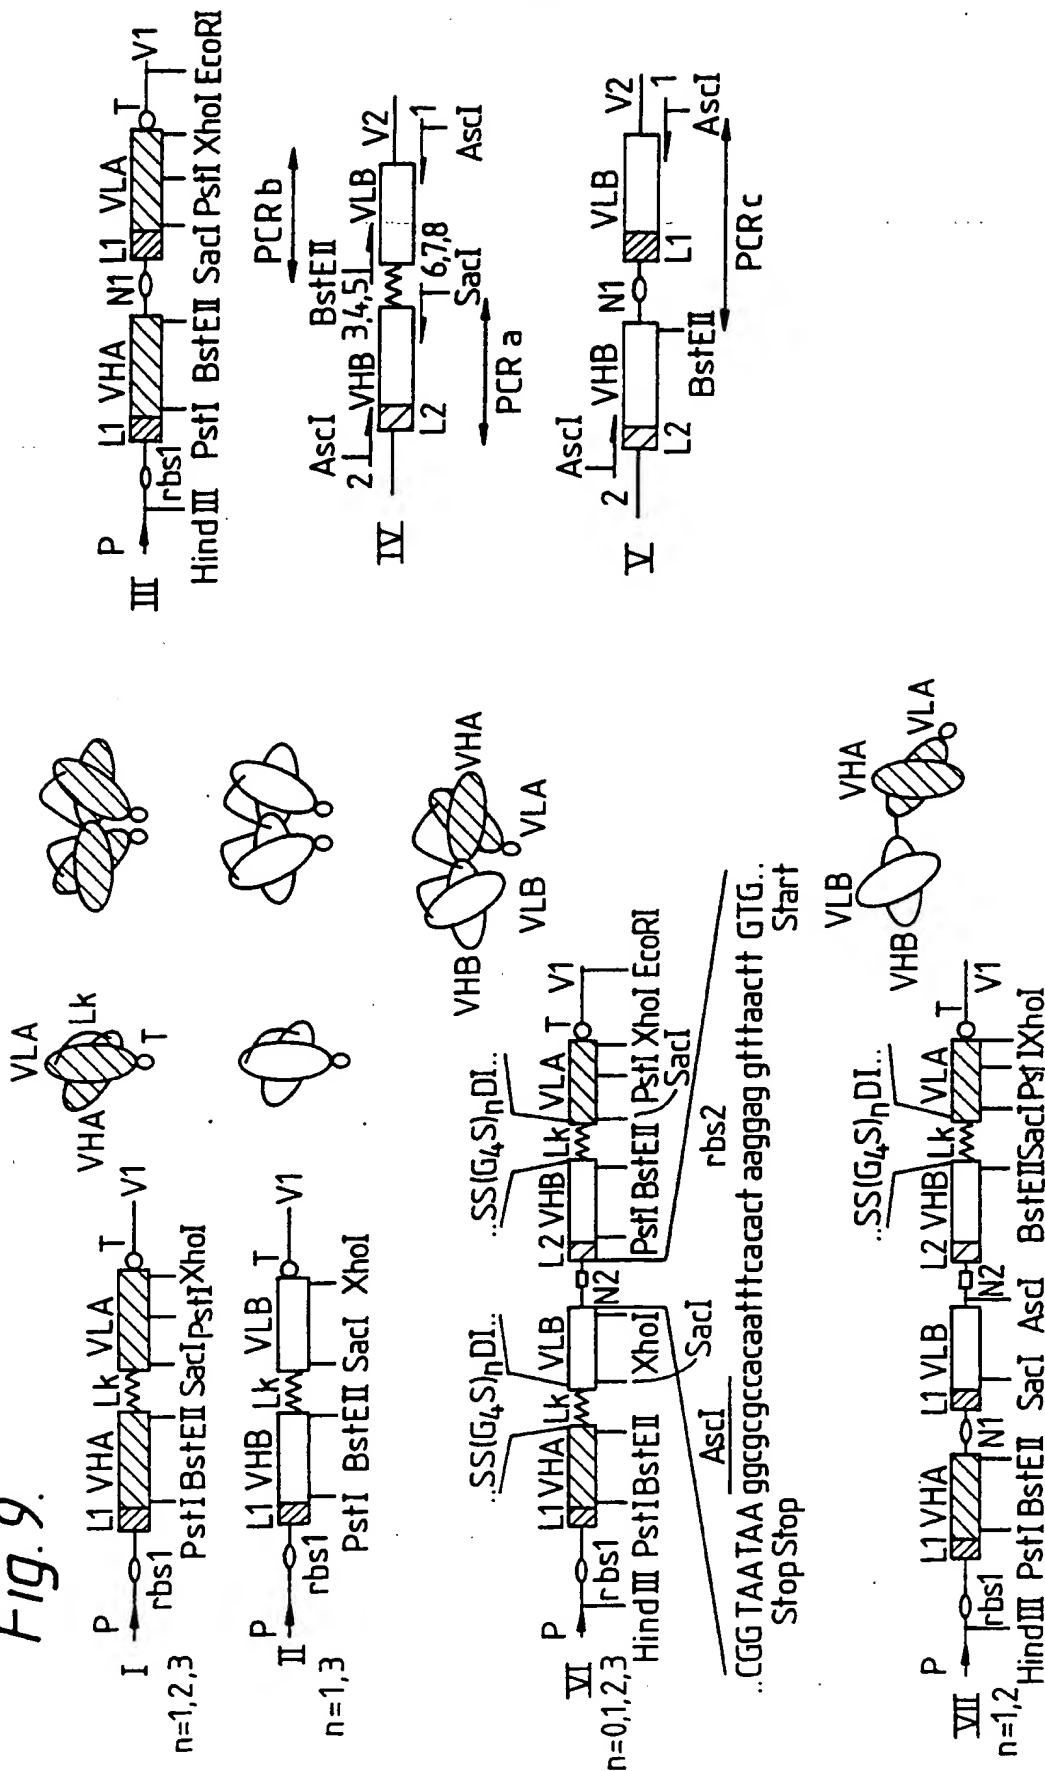 Fig. 9.
I
n=1,2,3
P
rbs1
L1 VHA
Lk
VLA
T
V1
PstI BstEII SacI PstI XhoI
VLA
VHA
Lk
T
II
n=1,3
P
rbs1
L1 VHB
Lk
VLB
T
V1
PstI BstEII SacI XhoI
III
P
rbs1
L1 VHA
N1
L1 VLA
T
V1
HindIII PstI BstEII SacI PstI XhoI EcoRI
PCR b
IV
AscI
2
VHB
BstEII
3,4,5
VLB
V2
L2
6,7,8
SacI
1
AscI
PCR a
V
AscI
2
VHB
N1
VLB
V2
L2
L1
1
AscI
BstEII
PCR c
VI
n=0,1,2,3
P
rbs1
..SS(G4S)nDI..
L1 VHA
Lk
VLB
N2
..SS(G4S)nDI..
L2 VHB
Lk
VLA
T
V1
HindIII PstI BstEII
XhoI
SacI
PstI BstEII PstI XhoI EcoRI
SacI
VHB
VLB
VHA
VLA
AscI
rbs2
..CGG TAA TAA ggcgcgccacaatttcacact aaggag gtttaactt GTG..
Stop Stop
Start
VII
n=1,2
P
rbs1
L1 VHA
N1
L1 VLB
N2
..SS(G4S)nDI..
L2 VHB
Lk
VLA
T
V1
HindIII PstI BstEII SacI AscI BstEII SacI PstI XhoI
VHB
VLB
VHA
VLA